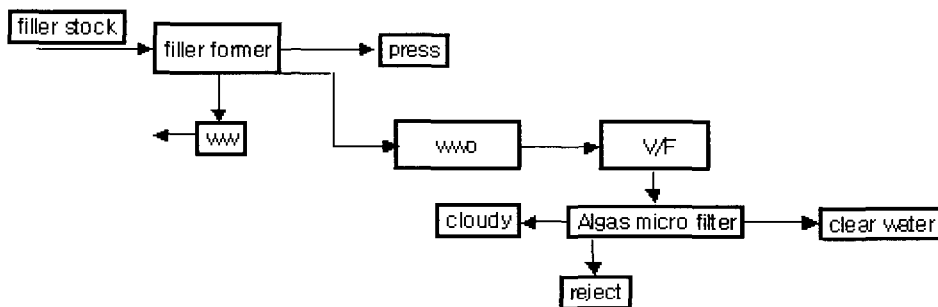 filler stock
filler former
press
ww
wwo
V/F
cloudy
Algas micro filter
clear water
reject